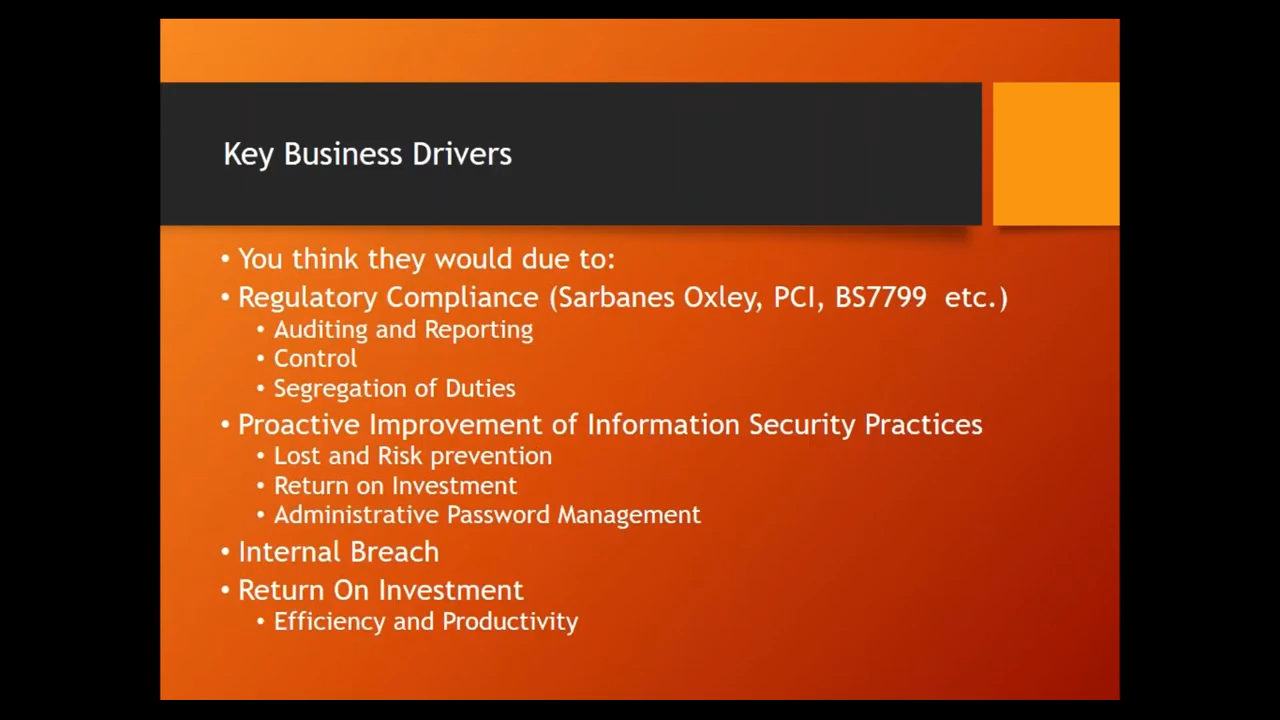 Key Business Drivers
• You think they would due to:
• Regulatory Compliance (Sarbanes Oxley, PCI, BS7799  etc.)
• Auditing and Reporting
• Control
• Segregation of Duties
• Proactive Improvement of Information Security Practices
• Lost and Risk prevention
• Return on Investment
• Administrative Password Management
• Internal Breach
• Return On Investment
• Efficiency and Productivity